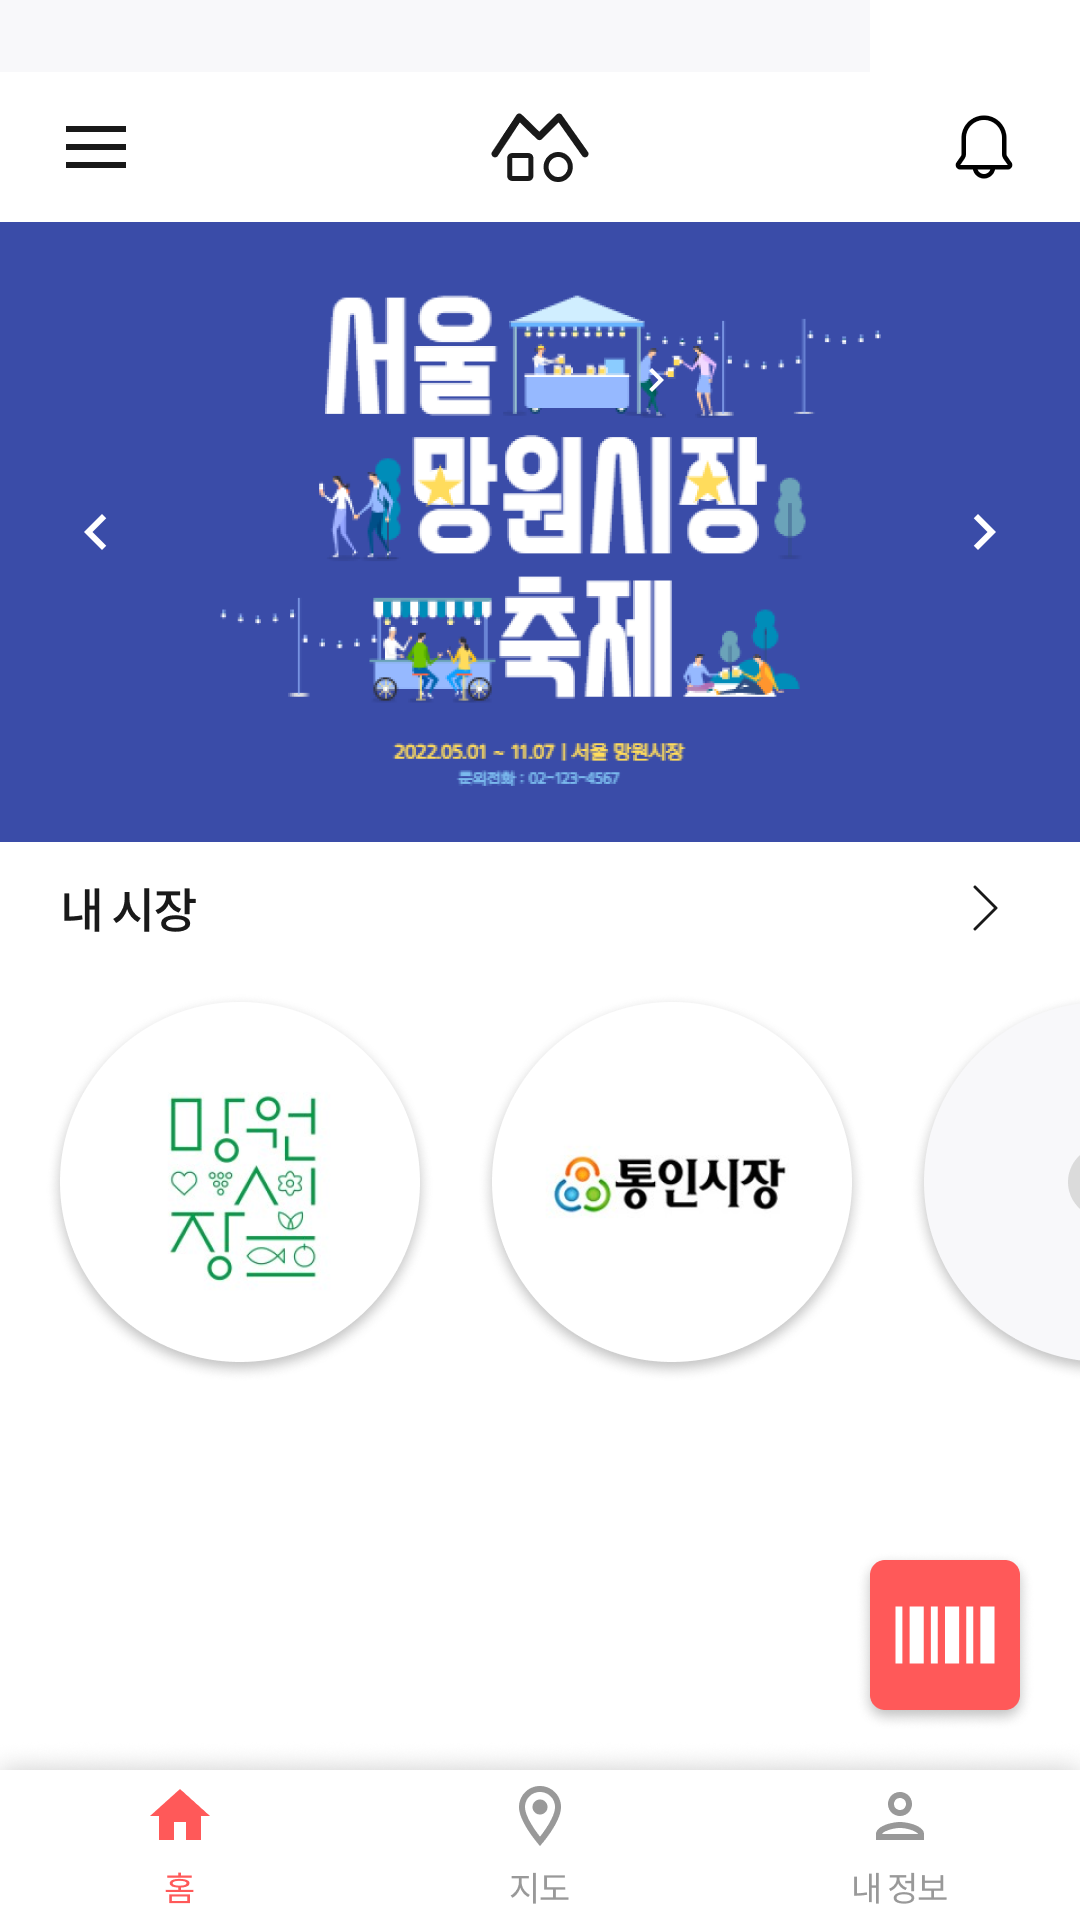 서울
망원시장
축제
2022.05.01 ~ 11.07 | 서울 망원시장
문의전화 : 02-123-4567
내 시장
망원
시
장
통인시장
홈
지도
내 정보